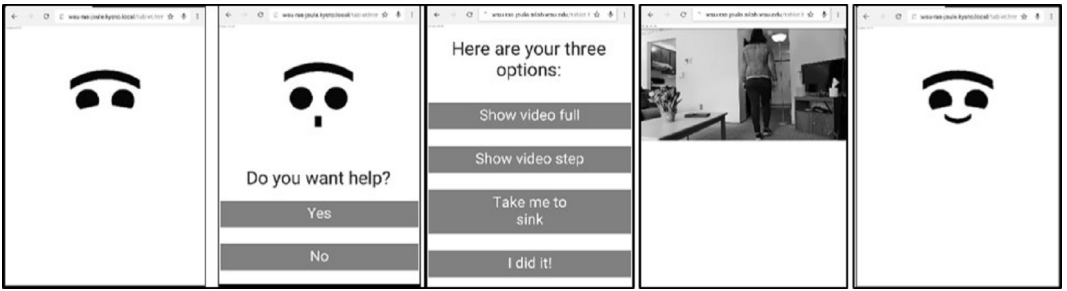 Do you want help?
Yes
No
Here are your three
options:
Show video full
Show video step
Take me to
sink
I did it!